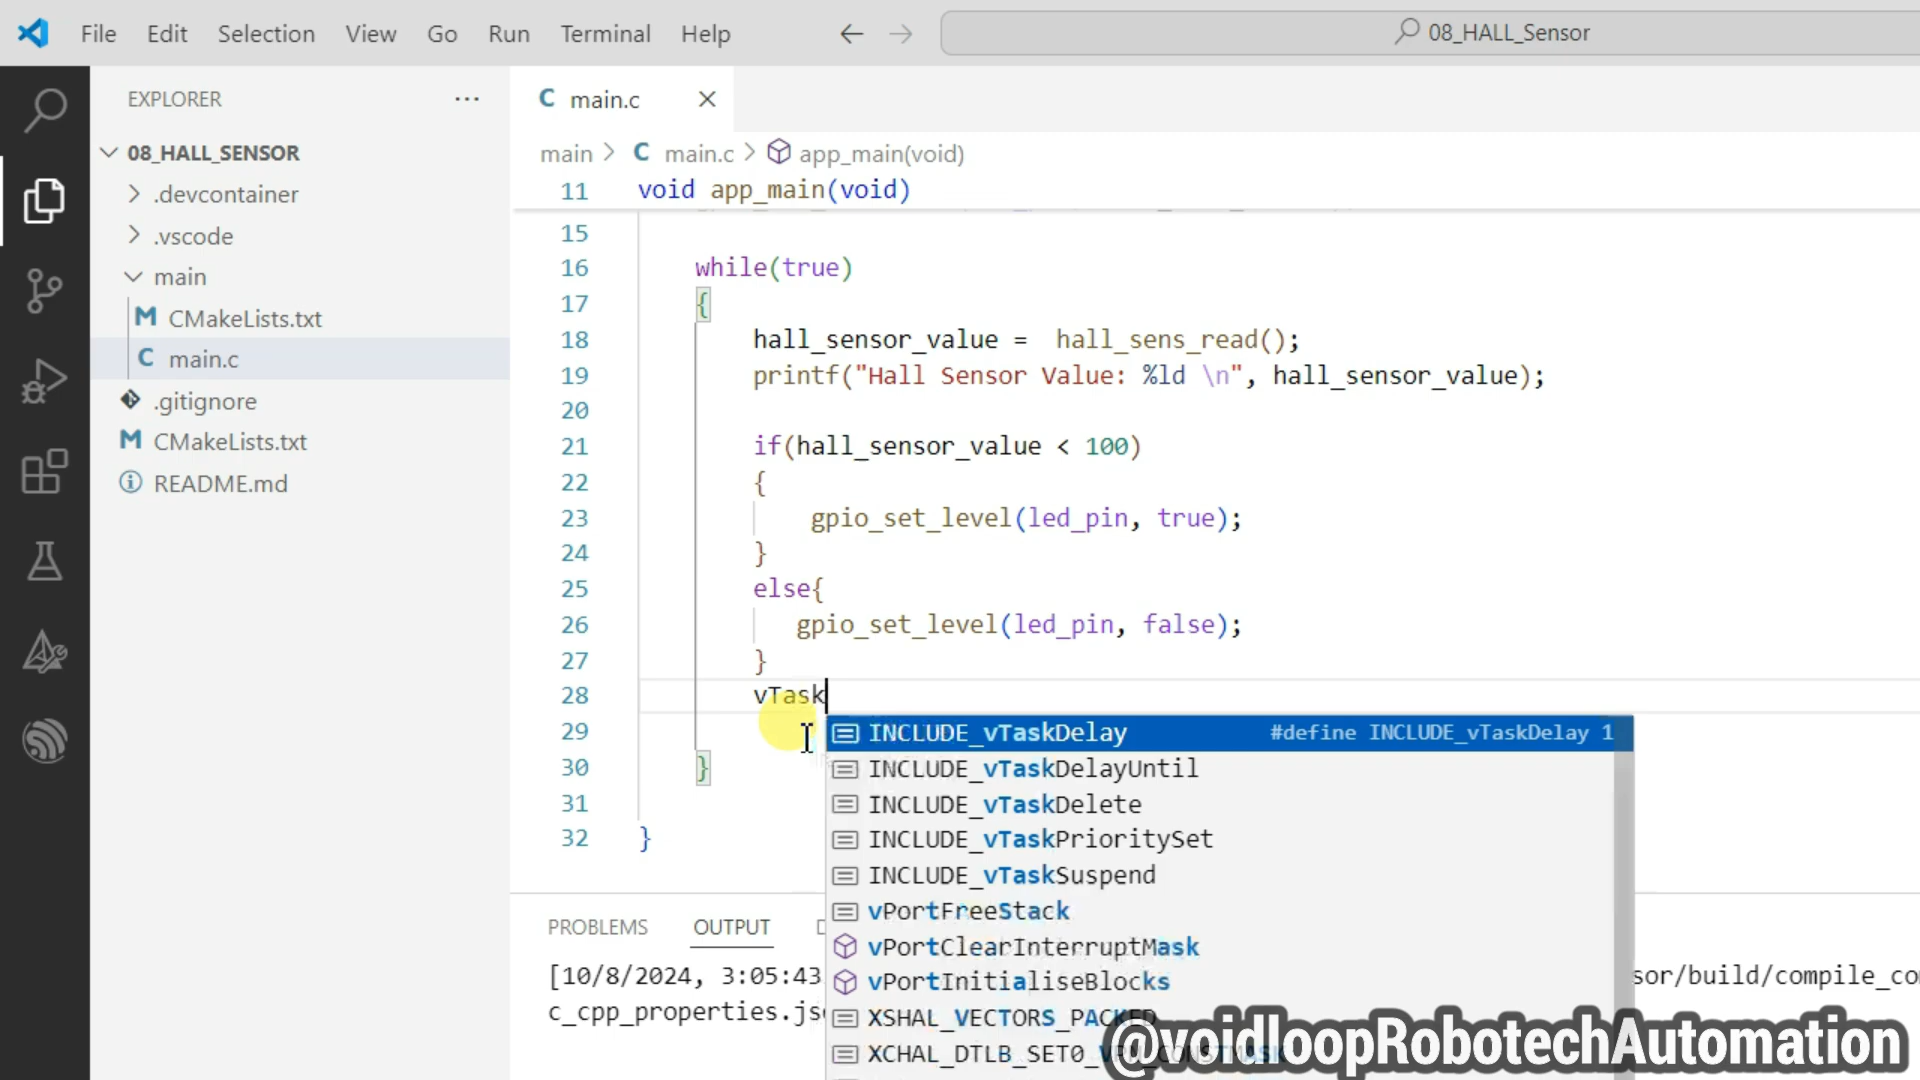 File Edit Selection View Go Run Terminal Help
08_HALL_Sensor
EXPLORER
main.c
08_HALL_SENSOR
.devcontainer
.vscode
main
CMakeLists.txt
main.c
.gitignore
CMakeLists.txt
README.md
main > C main.c > app_main(void)
11 void app_main(void)
15
16 while(true)
17 {
18 hall_sensor_value =  hall_sens_read();
19 printf("Hall Sensor Value: %ld \n", hall_sensor_value);
20
21 if(hall_sensor_value < 100)
22 {
23 gpio_set_level(led_pin, true);
24 }
25 else{
26 gpio_set_level(led_pin, false);
27 }
28 vTask
29
30 }
31
32 }
INCLUDE_vTaskDelay #define INCLUDE_vTaskDelay 1
INCLUDE_vTaskDelayUntil
INCLUDE_vTaskDelete
INCLUDE_vTaskPrioritySet
INCLUDE_vTaskSuspend
vPortFreeStack
vPortClearInterruptMask
vPortInitialiseBlocks
XSHAL_VECTORS_PACKED
PROBLEMS OUTPUT
[10/8/2024, 3:05:43 sor/build/compile_co
c_cpp_properties.js
@voidloopRobotechAutomation